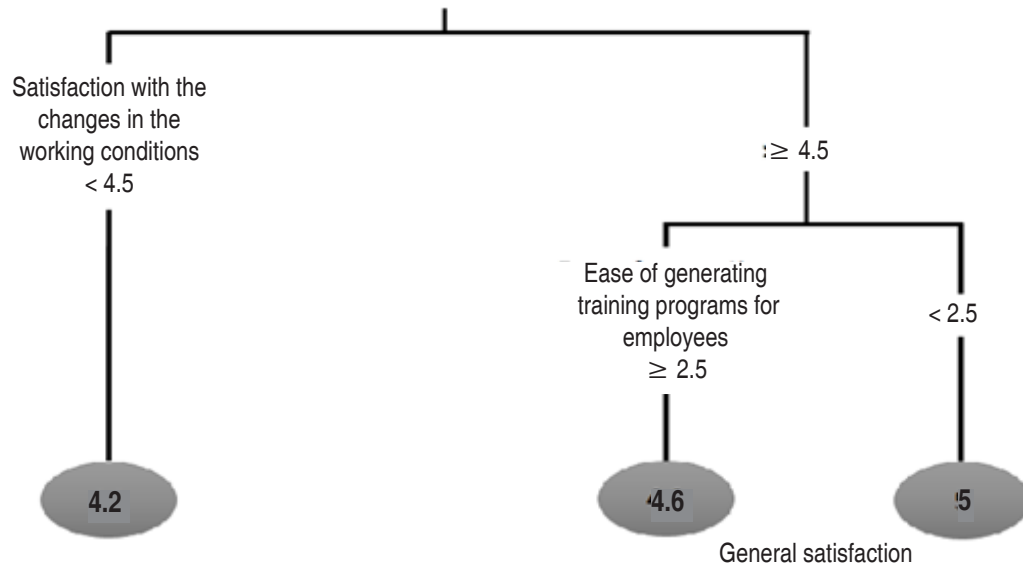 Satisfaction with the
changes in the
working conditions
< 4.5
≥ 4.5
Ease of generating
training programs for
employees
≥ 2.5
< 2.5
4.2
4.6
5
General satisfaction